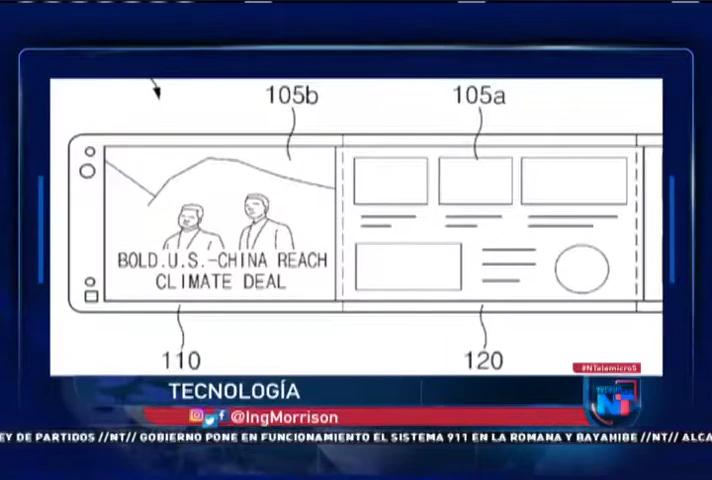 105b
105a
BOLD.U.S.-CHINA REACH
CLIMATE DEAL
110
120
#NTelemicro5
TECNOLOGÍA
@IngMorrison
NT
EY DE PARTIDOS //NT// GOBIERNO PONE EN FUNCIONAMIENTO EL SISTEMA 911 EN LA ROMANA Y BAYAHIBE //NT// ALCA